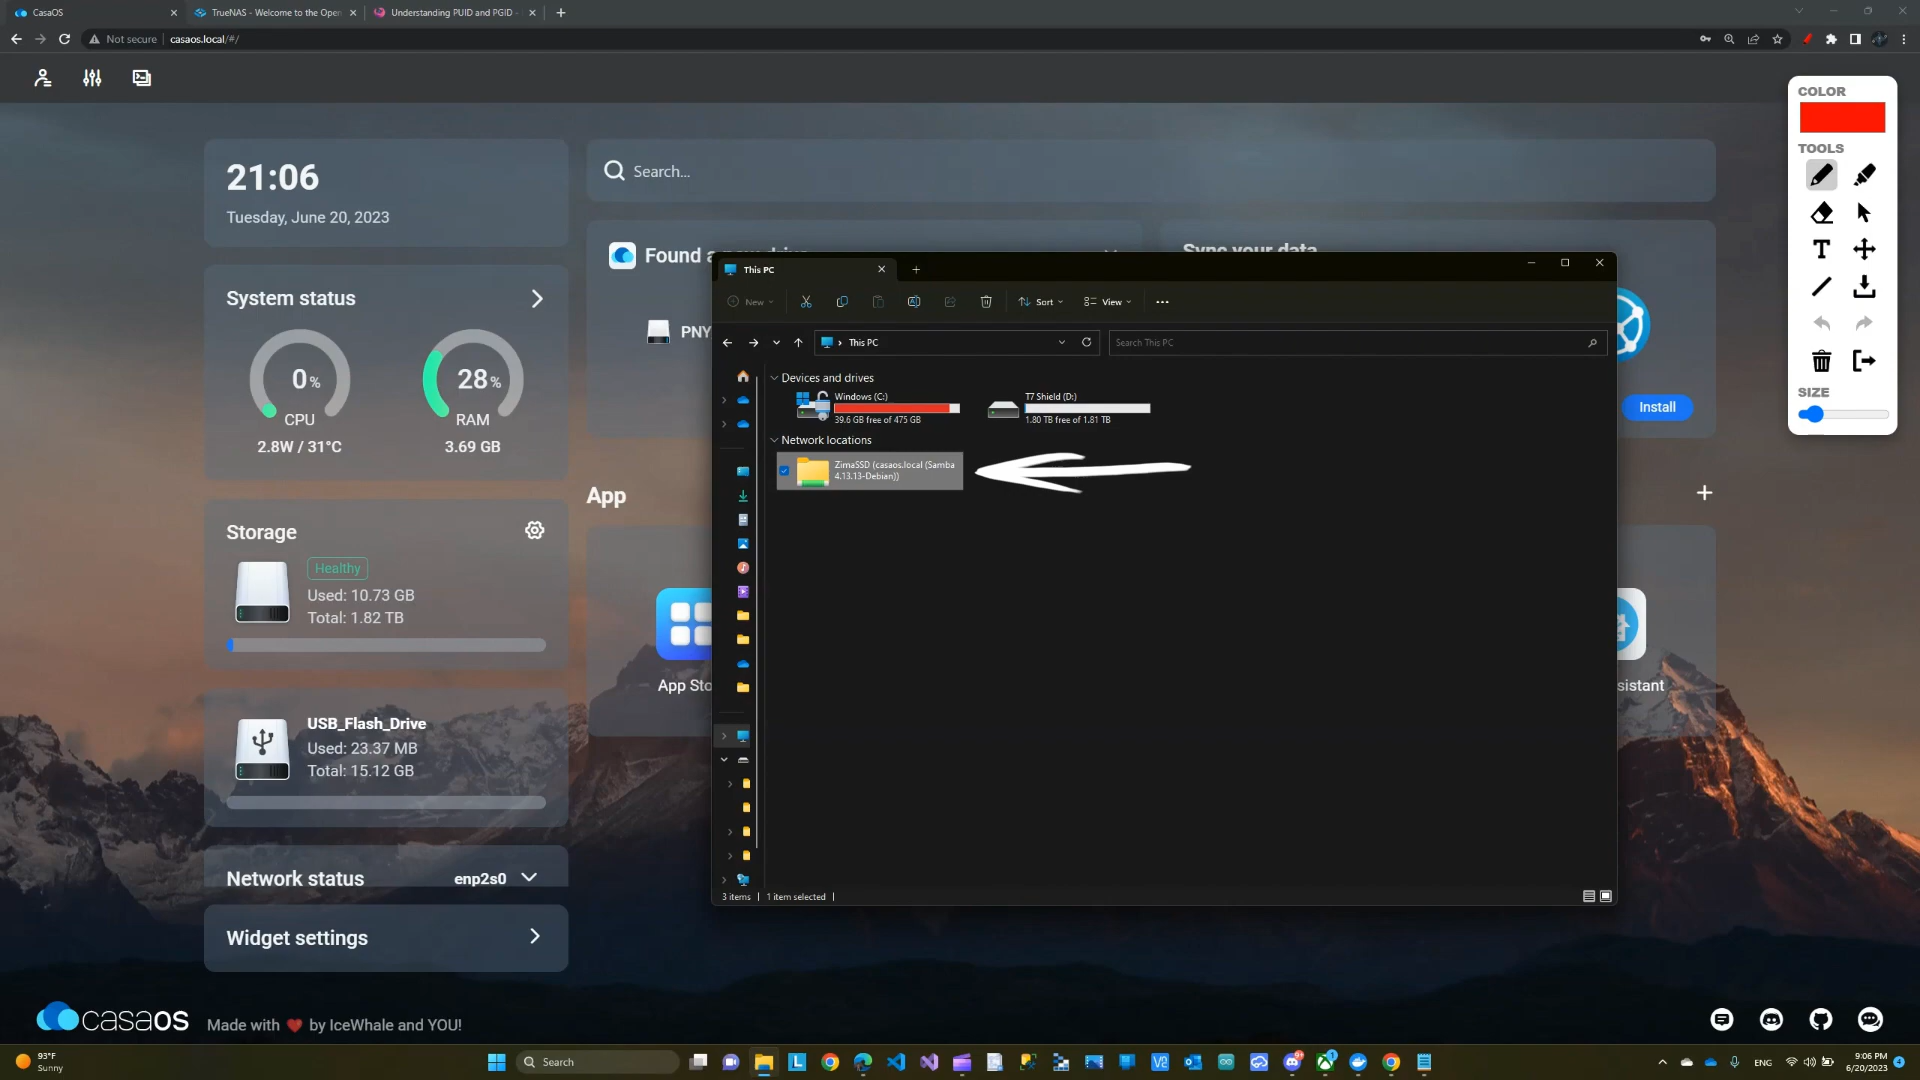 CasaOS
TrueNAS - Welcome to the Open
Understanding PUID and PGID -
Not secure
casaos.local/#/
COLOR
TOOLS
SIZE
21:06
Tuesday, June 20, 2023
Search...
System status
0%
CPU
2.8W / 31°C
28%
RAM
3.69 GB
Storage
Healthy
Used: 10.73 GB
Total: 1.82 TB
USB_Flash_Drive
Used: 23.37 MB
Total: 15.12 GB
Network status
enp2s0
Widget settings
Found a
PNY
Sync your data
Install
App
App Sto
sistant
This PC
New
Sort
View
This PC
Search This PC
Devices and drives
Windows (C:)
39.6 GB free of 475 GB
T7 Shield (D:)
1.80 TB free of 1.81 TB
Network locations
ZimaSSD (casaos.local (Samba
4.13.13-Debian))
3 items
1 item selected
casaOS
Made with ❤️ by IceWhale and YOU!
93°F
Sunny
Search
ENG
9:06 PM
6/20/2023
4